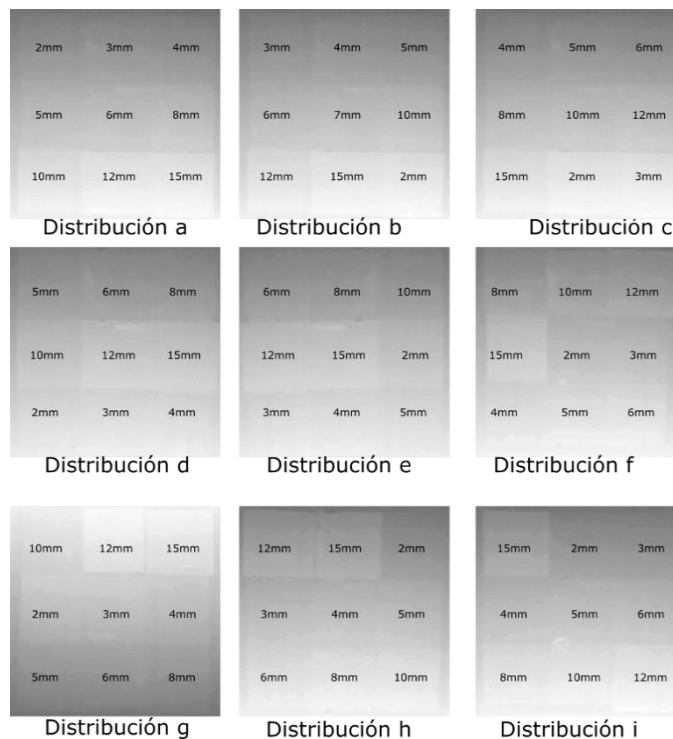 2mm 3mm 4mm 3mm 4mm 5mm 4mm 5mm 6mm
5mm 6mm 8mm 6mm 7mm 10mm 8mm 10mm 12mm
10mm 12mm 15mm 12mm 15mm 2mm 15mm 2mm 3mm
Distribución a Distribución b Distribución c
5mm 6mm 8mm 6mm 8mm 10mm 8mm 10mm 12mm
10mm 12mm 15mm 12mm 15mm 2mm 15mm 2mm 3mm
2mm 3mm 4mm 3mm 4mm 5mm 4mm 5mm 6mm
Distribución d Distribución e Distribución f
10mm 12mm 15mm 12mm 15mm 2mm 15mm 2mm 3mm
2mm 3mm 4mm 3mm 4mm 5mm 4mm 5mm 6mm
5mm 6mm 8mm 6mm 8mm 10mm 8mm 10mm 12mm
Distribución g Distribución h Distribución i